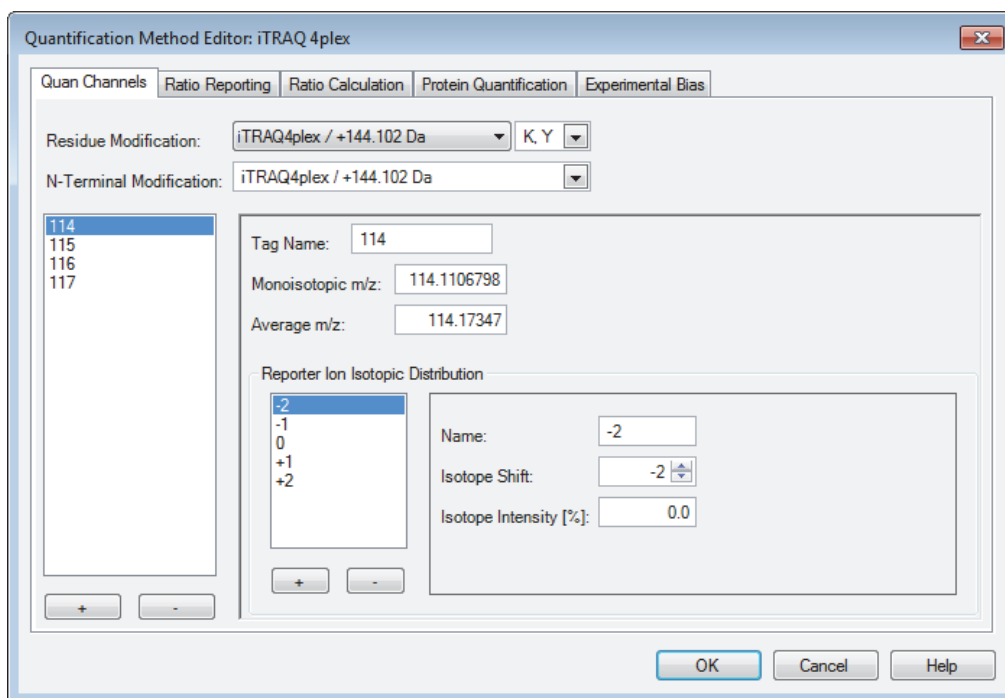 Quantification Method Editor: iTRAQ 4plex
Quan Channels Ratio Reporting Ratio Calculation Protein Quantification Experimental Bias
Residue Modification: iTRAQ4plex / +144.102 Da K, Y
N-Terminal Modification: iTRAQ4plex / +144.102 Da
114
115
116
117
Tag Name: 114
Monoisotopic m/z: 114.1106798
Average m/z: 114.17347
Reporter Ion Isotopic Distribution
-2
-1
0
+1
+2
Name: -2
Isotope Shift: -2
Isotope Intensity [%]: 0.0
+ -
+ -
OK Cancel Help